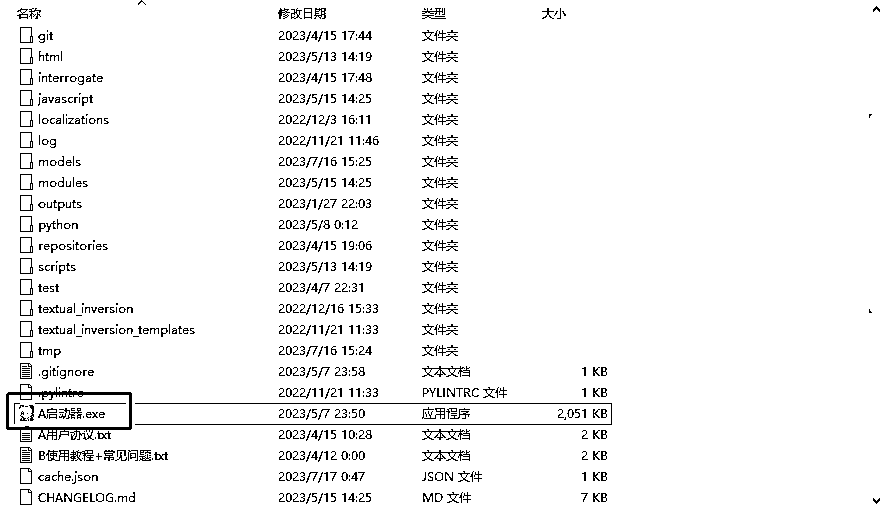 名称 修改日期 类型 大小
git 2023/4/15 17:44 文件夹
html 2023/5/13 14:19 文件夹
interrogate 2023/4/15 17:48 文件夹
javascript 2023/5/15 14:25 文件夹
localizations 2022/12/3 16:11 文件夹
log 2022/11/21 11:46 文件夹
models 2023/7/16 15:25 文件夹
modules 2023/5/15 14:25 文件夹
outputs 2023/1/27 22:03 文件夹
python 2023/5/8 0:12 文件夹
repositories 2023/4/15 19:06 文件夹
scripts 2023/5/13 14:19 文件夹
test 2023/4/7 22:31 文件夹
textual_inversion 2022/12/16 15:33 文件夹
textual_inversion_templates 2022/11/21 11:33 文件夹
tmp 2023/7/16 15:24 文件夹
.gitignore 2023/5/7 23:58 文本文档 1 KB
.pylintrc 2022/11/21 11:33 PYLINTRC 文件 1 KB
A启动器.exe 2023/5/7 23:50 应用程序 2,051 KB
A用户协议.txt 2023/4/15 10:28 文本文档 2 KB
B使用教程+常见问题.txt 2023/4/12 0:00 文本文档 2 KB
cache.json 2023/7/17 0:47 JSON 文件 1 KB
CHANGELOG.md 2023/5/15 14:25 MD 文件 7 KB